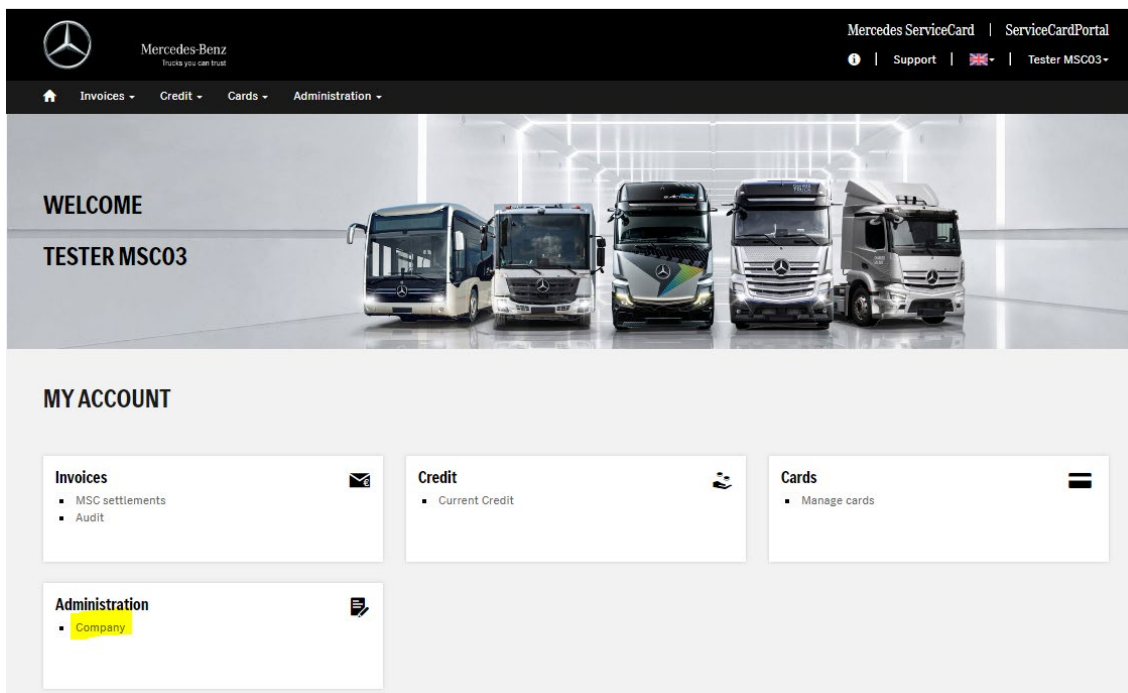 Mercedes ServiceCard | ServiceCardPortal
Mercedes-Benz
Trucks you can trust
Support | Tester MSC03
Invoices Credit Cards Administration
WELCOME
TESTER MSC03
MY ACCOUNT
Invoices
MSC settlements
Audit
Credit
Current Credit
Cards
Manage cards
Administration
Company